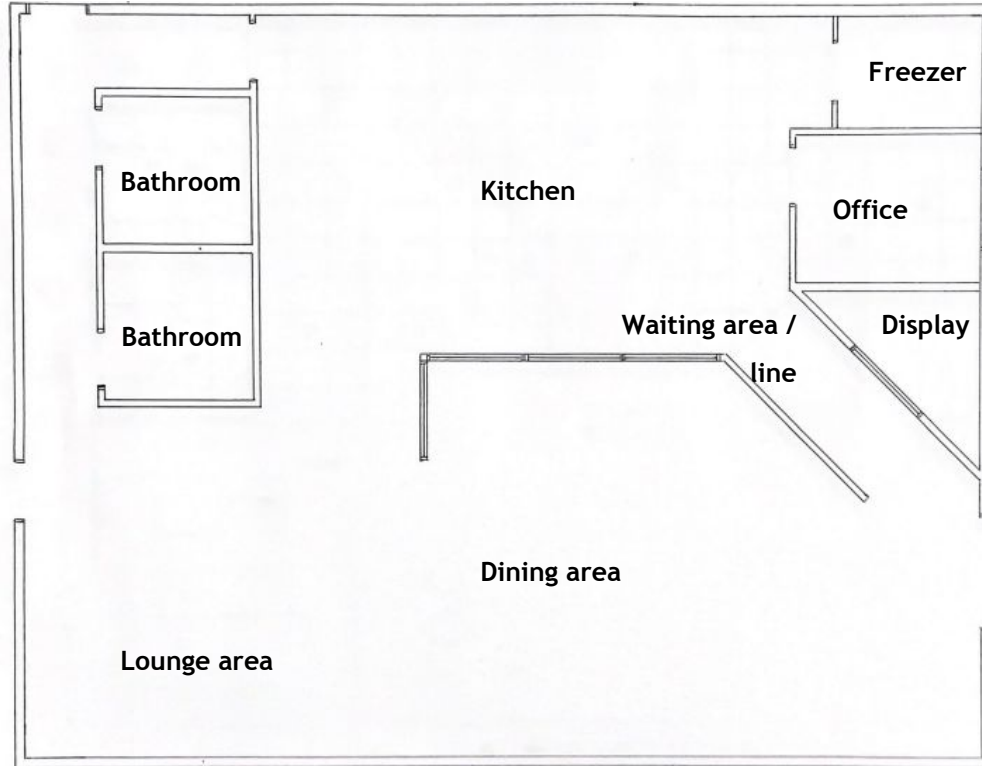 Freezer
Bathroom
Kitchen
Office
Waiting area /
line
Display
Bathroom
Dining area
Lounge area